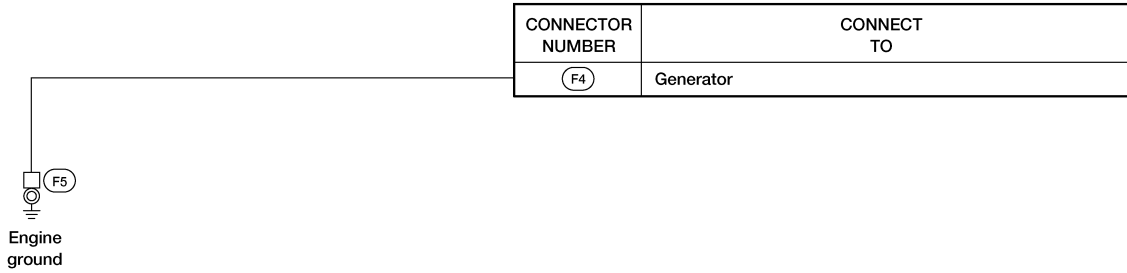 CONNECTOR
NUMBER
CONNECT
TO
F4
Generator
F5
Engine
ground